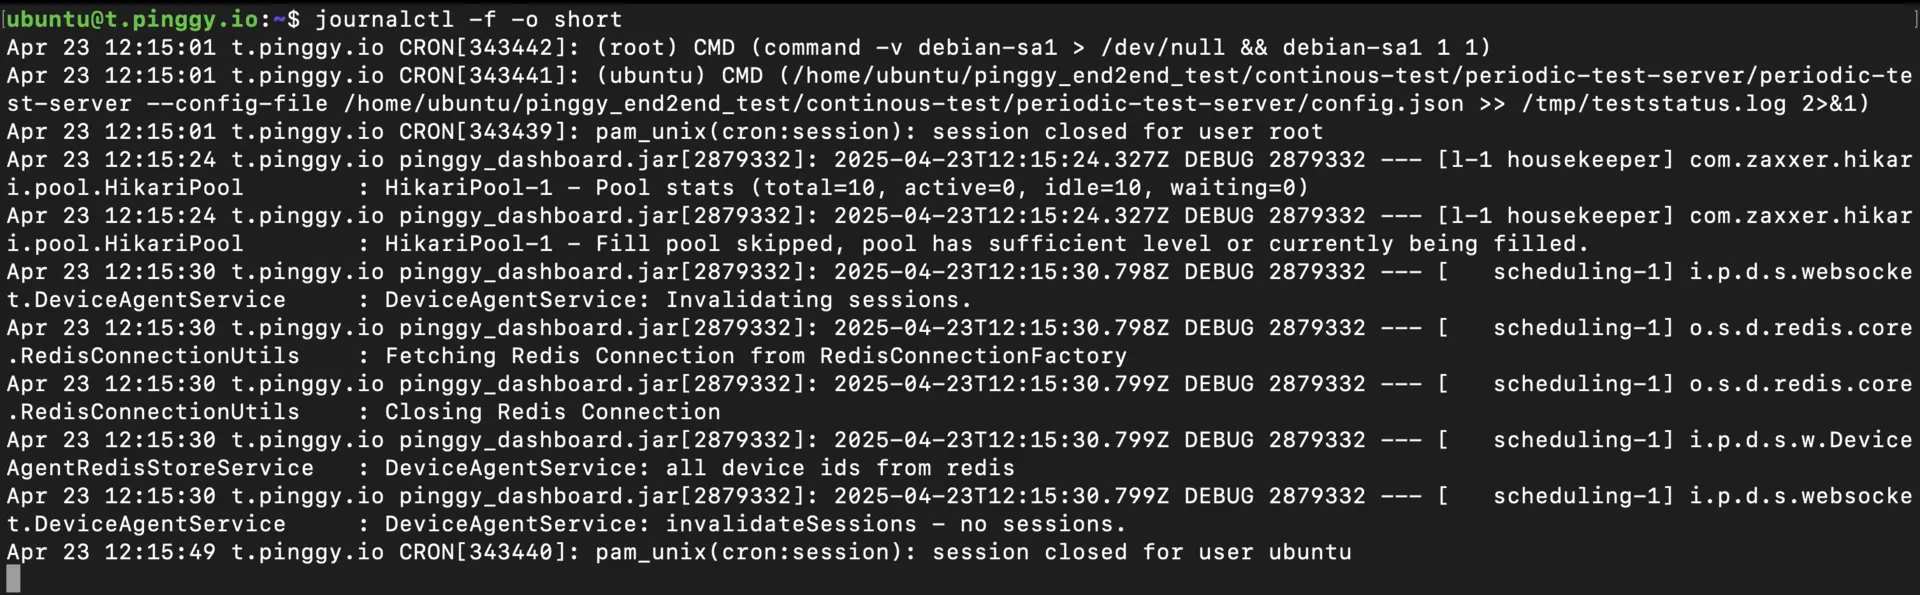 [ubuntu@t.pinggy.io:~$ journalctl -f -o short ]
Apr 23 12:15:01 t.pinggy.io CRON[343442]: (root) CMD (command -v debian-sa1 > /dev/null && debian-sa1 1 1)
Apr 23 12:15:01 t.pinggy.io CRON[343441]: (ubuntu) CMD (/home/ubuntu/pinggy_end2end_test/continous-test/periodic-test-server/periodic-te
st-server --config-file /home/ubuntu/pinggy_end2end_test/continous-test/periodic-test-server/config.json >> /tmp/teststatus.log 2>&1)
Apr 23 12:15:01 t.pinggy.io CRON[343439]: pam_unix(cron:session): session closed for user root
Apr 23 12:15:24 t.pinggy.io pinggy_dashboard.jar[2879332]: 2025-04-23T12:15:24.327Z DEBUG 2879332 --- [l-1 housekeeper] com.zaxxer.hikar
i.pool.HikariPool        : HikariPool-1 - Pool stats (total=10, active=0, idle=10, waiting=0)
Apr 23 12:15:24 t.pinggy.io pinggy_dashboard.jar[2879332]: 2025-04-23T12:15:24.327Z DEBUG 2879332 --- [l-1 housekeeper] com.zaxxer.hikar
i.pool.HikariPool        : HikariPool-1 - Fill pool skipped, pool has sufficient level or currently being filled.
Apr 23 12:15:30 t.pinggy.io pinggy_dashboard.jar[2879332]: 2025-04-23T12:15:30.798Z DEBUG 2879332 --- [   scheduling-1] i.p.d.s.websocke
t.DeviceAgentService     : DeviceAgentService: Invalidating sessions.
Apr 23 12:15:30 t.pinggy.io pinggy_dashboard.jar[2879332]: 2025-04-23T12:15:30.798Z DEBUG 2879332 --- [   scheduling-1] o.s.d.redis.core
.RedisConnectionUtils    : Fetching Redis Connection from RedisConnectionFactory
Apr 23 12:15:30 t.pinggy.io pinggy_dashboard.jar[2879332]: 2025-04-23T12:15:30.799Z DEBUG 2879332 --- [   scheduling-1] o.s.d.redis.core
.RedisConnectionUtils    : Closing Redis Connection
Apr 23 12:15:30 t.pinggy.io pinggy_dashboard.jar[2879332]: 2025-04-23T12:15:30.799Z DEBUG 2879332 --- [   scheduling-1] i.p.d.s.w.Device
AgentRedisStoreService   : DeviceAgentService: all device ids from redis
Apr 23 12:15:30 t.pinggy.io pinggy_dashboard.jar[2879332]: 2025-04-23T12:15:30.799Z DEBUG 2879332 --- [   scheduling-1] i.p.d.s.websocke
t.DeviceAgentService     : DeviceAgentService: invalidateSessions - no sessions.
Apr 23 12:15:49 t.pinggy.io CRON[343440]: pam_unix(cron:session): session closed for user ubuntu